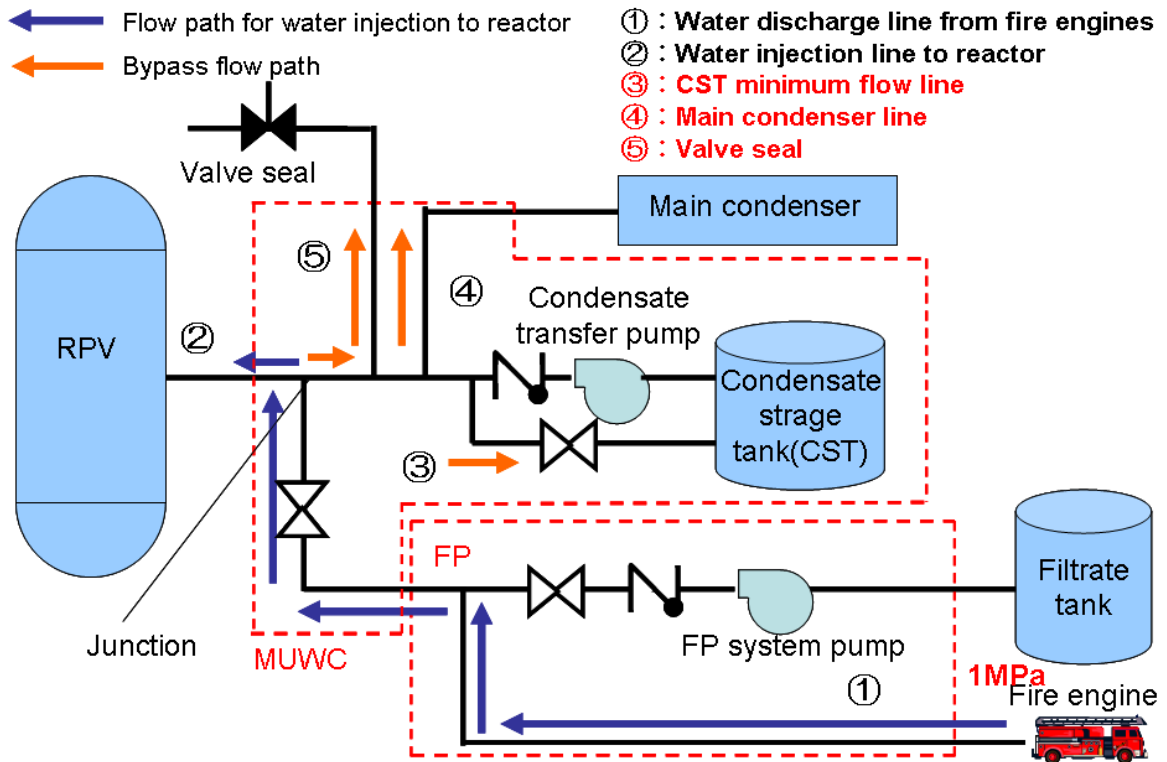 Flow path for water injection to reactor
Bypass flow path
①：Water discharge line from fire engines
②：Water injection line to reactor
③：CST minimum flow line
④：Main condenser line
⑤：Valve seal
Valve seal
Main condenser
⑤
④
Condensate
transfer pump
②
RPV
Condensate
strage
tank(CST)
③
FP
Filtrate
tank
Junction
MUWC
FP system pump
①
1MPa
Fire engine